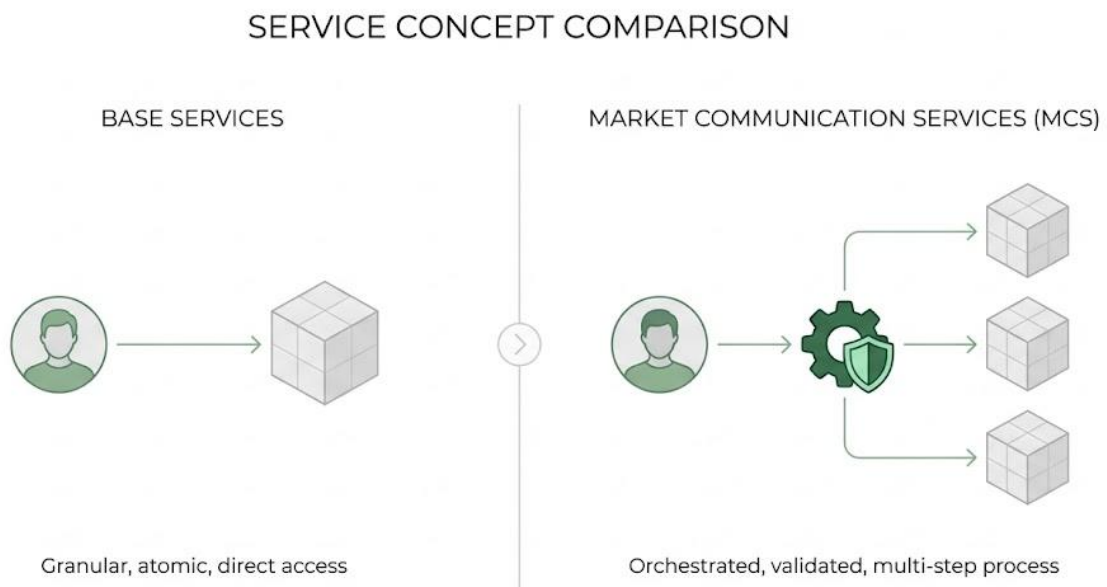 SERVICE CONCEPT COMPARISON
BASE SERVICES
MARKET COMMUNICATION SERVICES (MCS)
Granular, atomic, direct access
Orchestrated, validated, multi-step process